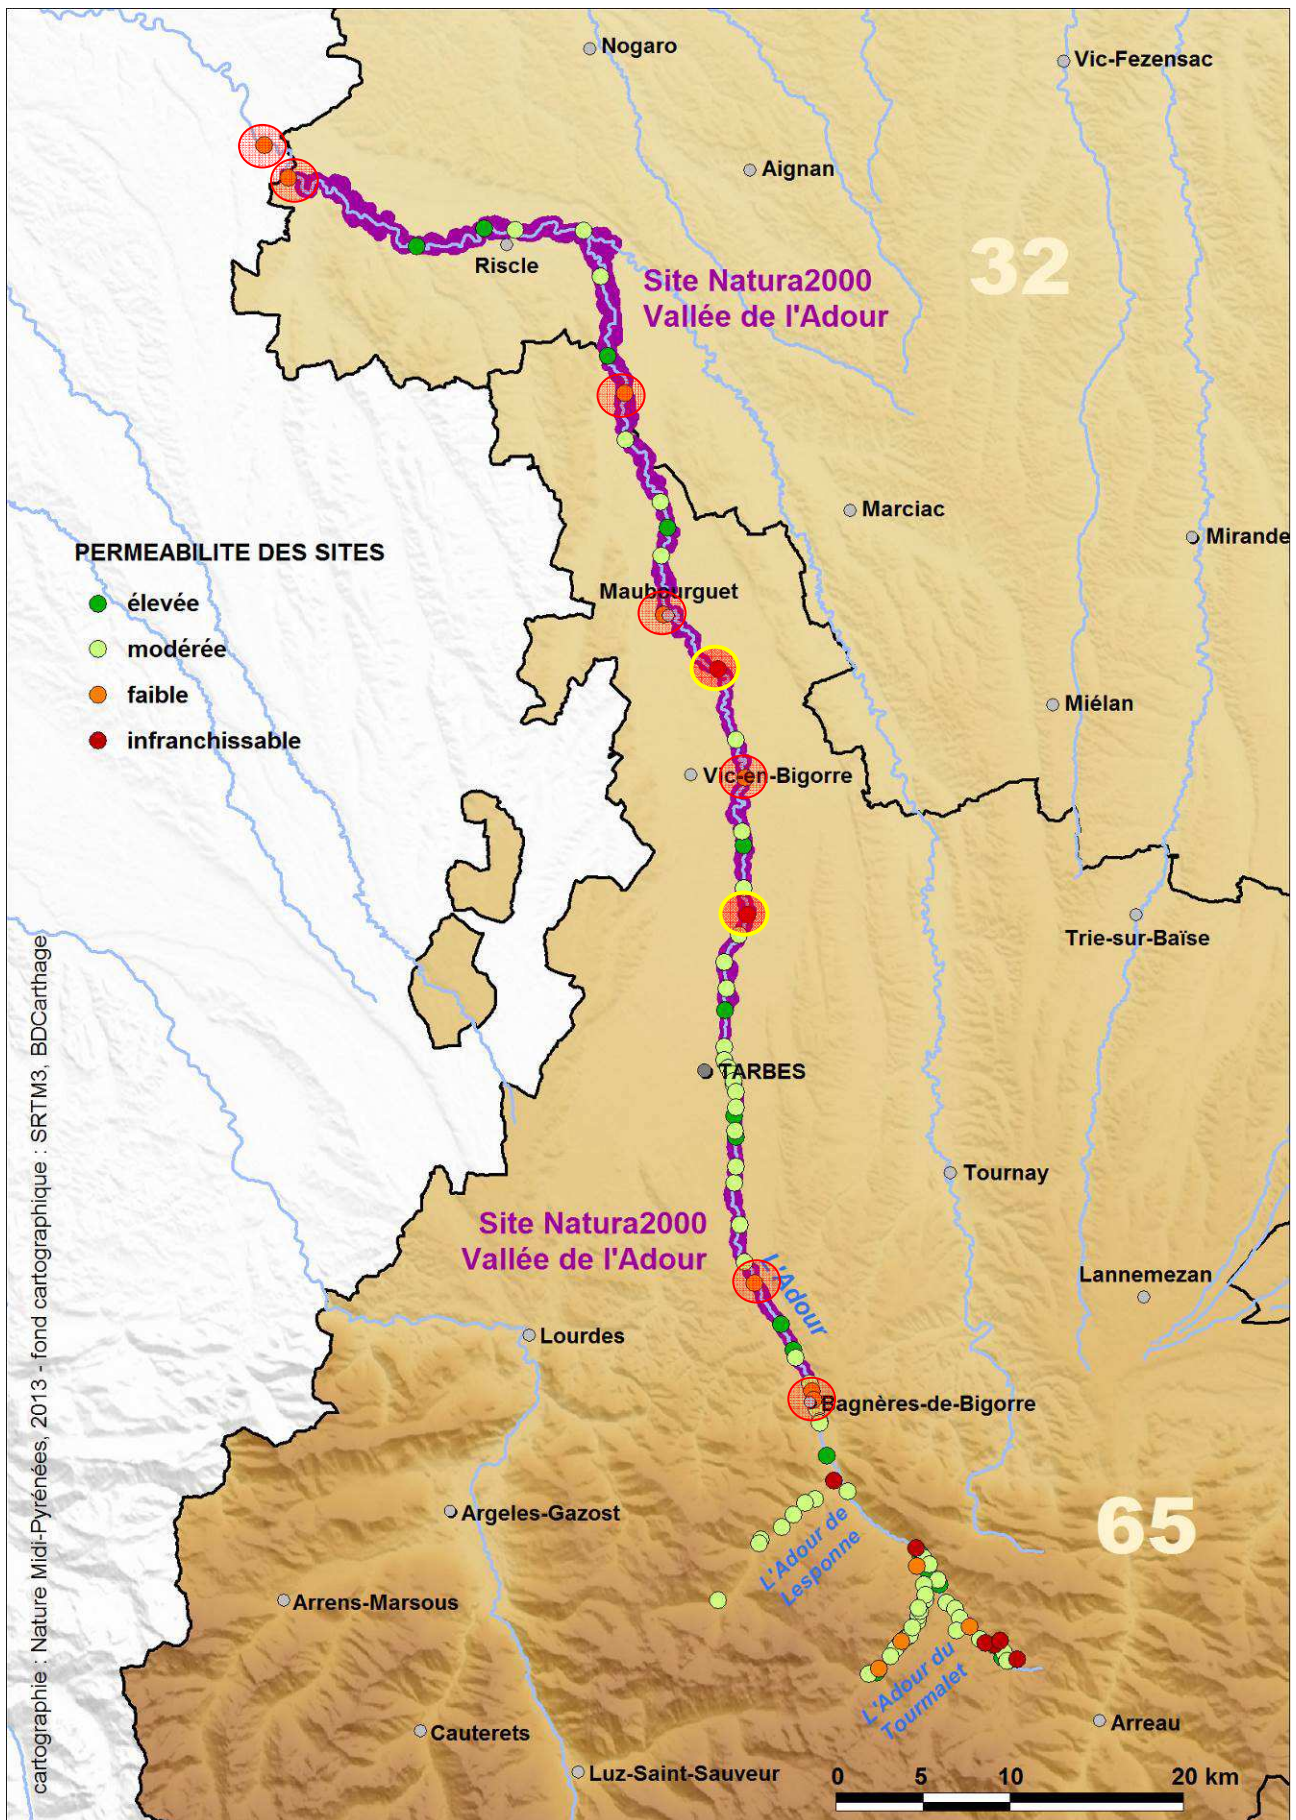 Nogaro
Vic-Fezensac
Aignan
32
Riscle
Site Natura2000
Vallée de l'Adour
Marciac
Mirande
PERMEABILITE DES SITES
élevée
modérée
faible
infranchissable
Maubourguet
Miélan
Vic-en-Bigorre
Trie-sur-Baïse
TARBES
Tournay
Site Natura2000
Vallée de l'Adour
L'Adour
Lannemezan
Lourdes
Bagnères-de-Bigorre
Argeles-Gazost
65
L'Adour de
Lesponne
Arrens-Marsous
L'Adour du
Tourmalet
Arreau
Cauterets
Luz-Saint-Sauveur
0 5 10 20 km
cartographie : Nature Midi-Pyrénées, 2013 - fond cartographique : SRTM3, BDCarthage